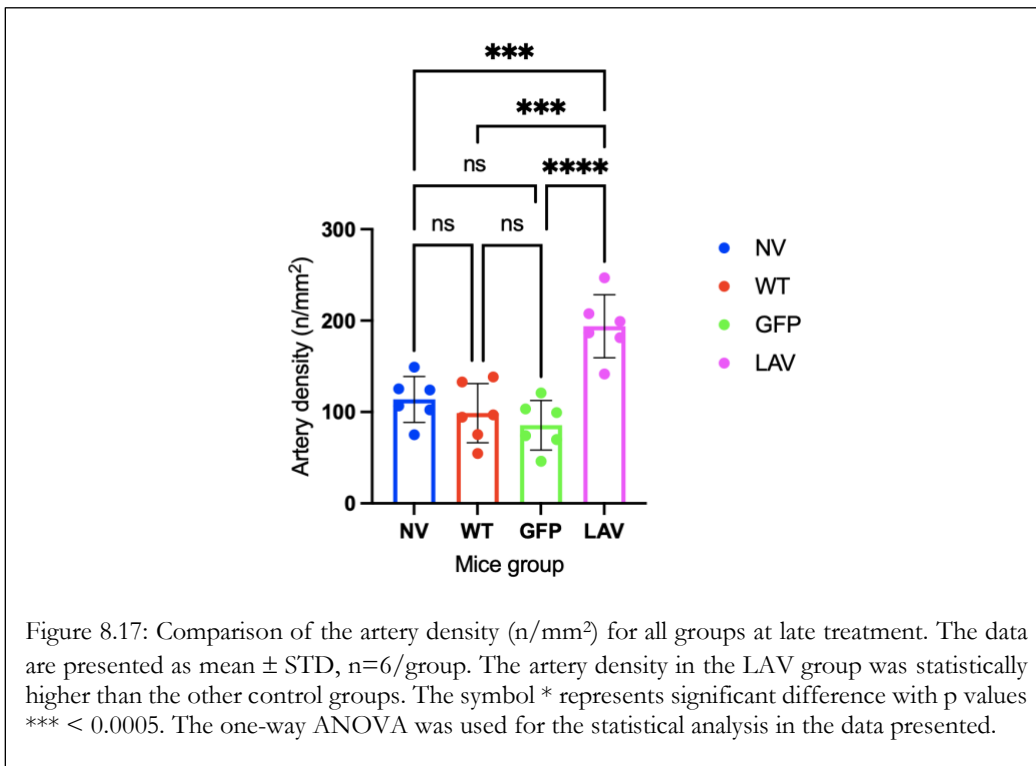 ***
***
ns
****
ns
ns
300
200
100
0
Artery density (n/mm²)
NV
WT
GFP
LAV
NV WT GFP LAV
Mice group
Figure 8.17: Comparison of the artery density (n/mm²) for all groups at late treatment. The data
are presented as mean ± STD, n=6/group. The artery density in the LAV group was statistically
higher than the other control groups. The symbol * represents significant difference with p values
*** < 0.0005. The one-way ANOVA was used for the statistical analysis in the data presented.